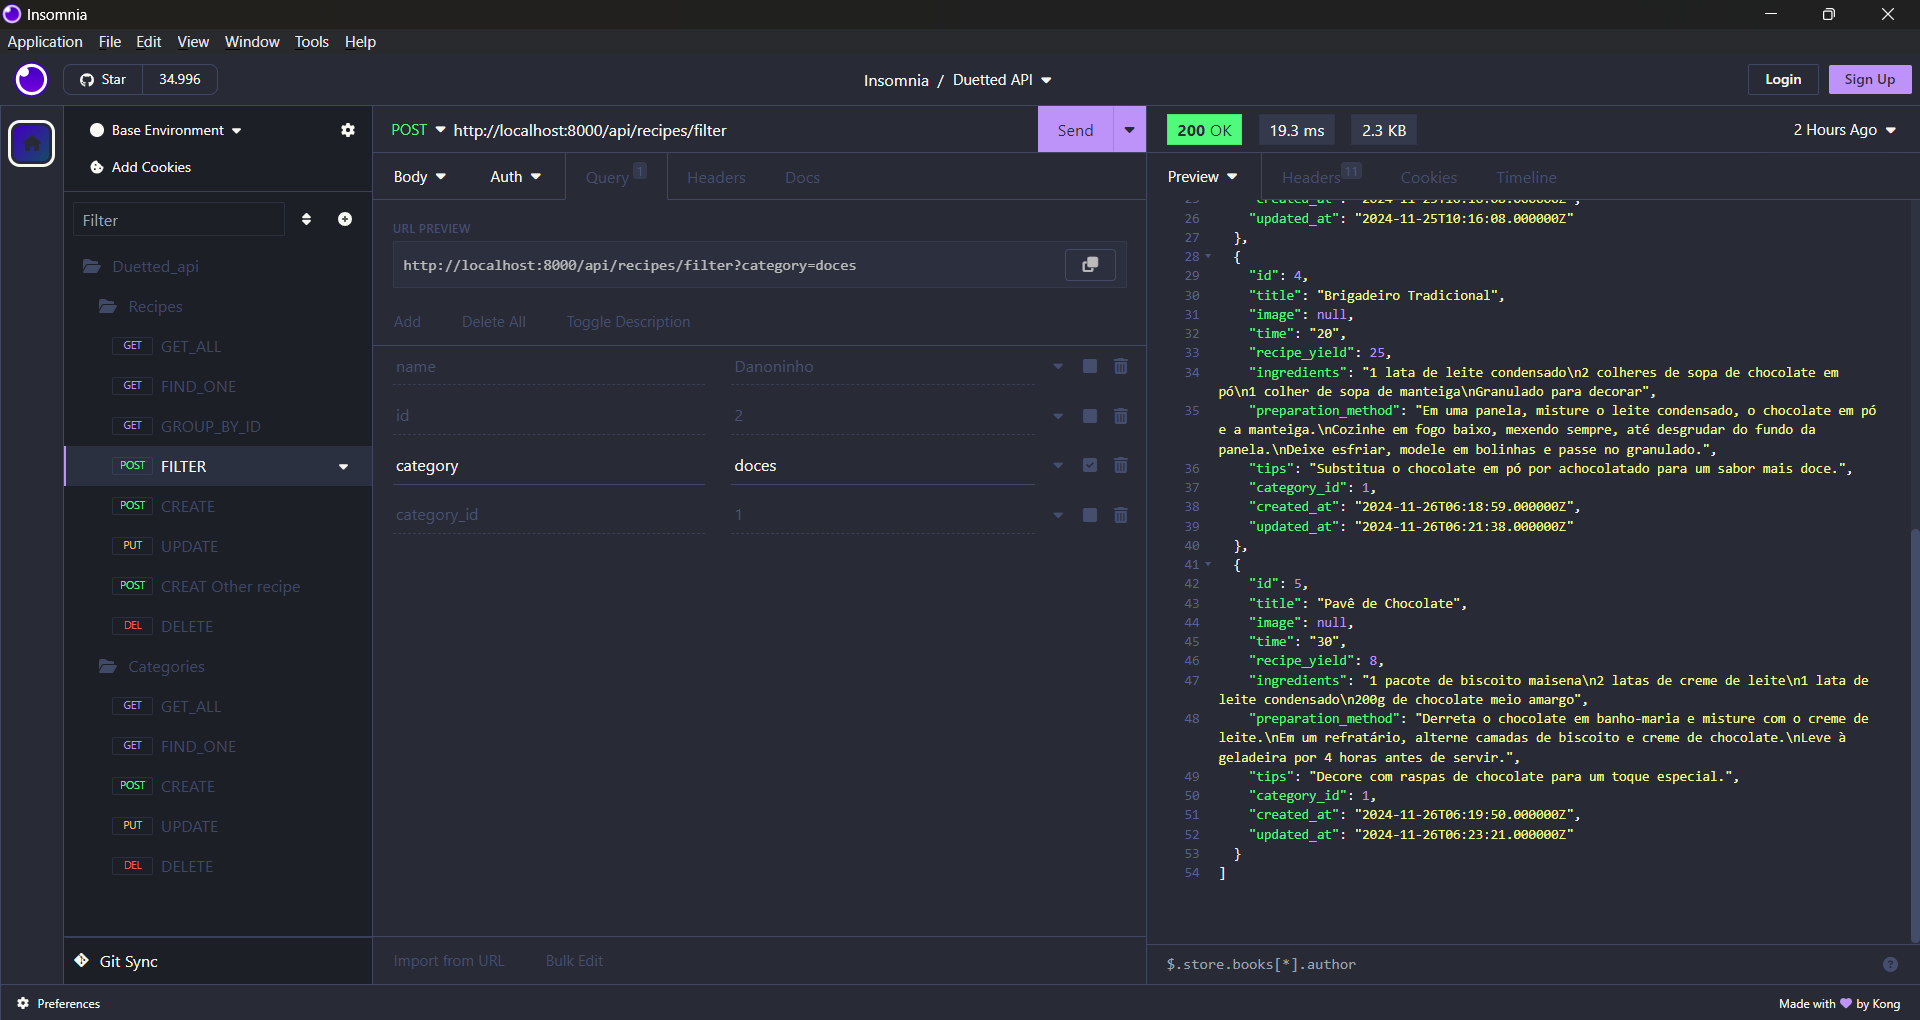 Insomnia
Application File Edit View Window Tools Help
Star 34.996
Insomnia / Duetted API
Login Sign Up
Base Environment
Add Cookies
Filter
Duetted_api
Recipes
GET GET_ALL
GET FIND_ONE
GET GROUP_BY_ID
POST FILTER
POST CREATE
PUT UPDATE
POST CREAT Other recipe
DEL DELETE
Categories
GET GET_ALL
GET FIND_ONE
POST CREATE
PUT UPDATE
DEL DELETE
Git Sync
POST http://localhost:8000/api/recipes/filter
Send
Body Auth Query 1 Headers Docs
URL PREVIEW
http://localhost:8000/api/recipes/filter?category=doces
Add Delete All Toggle Description
name Danoninho
id 2
category doces
category_id 1
Import from URL Bulk Edit
200 OK 19.3 ms 2.3 KB 2 Hours Ago
Preview Headers 11 Cookies Timeline
26 "updated_at": "2024-11-25T10:16:08.000000Z"
27 },
28 {
29 "id": 4,
30 "title": "Brigadeiro Tradicional",
31 "image": null,
32 "time": "20",
33 "recipe_yield": 25,
34 "ingredients": "1 lata de leite condensado\n2 colheres de sopa de chocolate em
pó\n1 colher de sopa de manteiga\nGranulado para decorar",
35 "preparation_method": "Em uma panela, misture o leite condensado, o chocolate em pó
e a manteiga.\nCozinhe em fogo baixo, mexendo sempre, até desgrudar do fundo da
panela.\nDeixe esfriar, modele em bolinhas e passe no granulado.",
36 "tips": "Substitua o chocolate em pó por achocolatado para um sabor mais doce.",
37 "category_id": 1,
38 "created_at": "2024-11-26T06:18:59.000000Z",
39 "updated_at": "2024-11-26T06:21:38.000000Z"
40 },
41 {
42 "id": 5,
43 "title": "Pavê de Chocolate",
44 "image": null,
45 "time": "30",
46 "recipe_yield": 8,
47 "ingredients": "1 pacote de biscoito maisena\n2 latas de creme de leite\n1 lata de
leite condensado\n200g de chocolate meio amargo",
48 "preparation_method": "Derreta o chocolate em banho-maria e misture com o creme de
leite.\nEm um refratário, alterne camadas de biscoito e creme de chocolate.\nLeve à
geladeira por 4 horas antes de servir.",
49 "tips": "Decore com raspas de chocolate para um toque especial.",
50 "category_id": 1,
51 "created_at": "2024-11-26T06:19:50.000000Z",
52 "updated_at": "2024-11-26T06:23:21.000000Z"
53 }
54 ]
$.store.books[*].author
Preferences
Made with 💜 by Kong